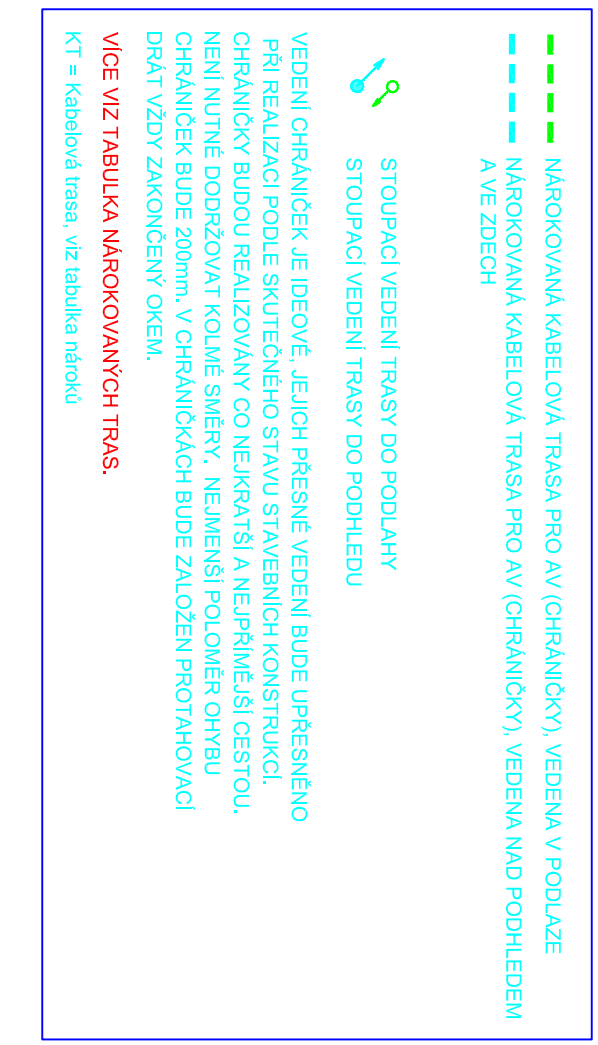 NÁROKOVANÁ KABELOVÁ TRASA PRO AV (CHRÁNIČKY), VEDENA V PODLAZE
NÁROKOVANÁ KABELOVÁ TRASA PRO AV (CHRÁNIČKY), VEDENA NAD PODHLEDEM
A VE ZDECH
STOUPACÍ VEDENÍ TRASY DO PODLAHY
STOUPACÍ VEDENÍ TRASY DO PODHLEDU
VEDENÍ CHRÁNIČEK JE IDEOVÉ, JEJICH PŘESNÉ VEDENÍ BUDE UPŘESNĚNO
PŘI REALIZACI PODLE SKUTEČNÉHO STAVU STAVEBNÍCH KONSTRUKCÍ.
CHRÁNIČKY BUDOU REALIZOVÁNY CO NEJKRATŠÍ A NEJPŘÍMĚJŠÍ CESTOU.
NENÍ NUTNÉ DODRŽOVAT KOLMÉ SMĚRY. NEJMENŠÍ POLOMĚR OHYBU
CHRÁNIČEK BUDE 200mm. V CHRÁNIČKÁCH BUDE ZALOŽEN PROTAHOVACÍ
DRÁT VŽDY ZAKONČENÝ OKEM.
VÍCE VIZ TABULKA NÁROKOVANÝCH TRAS.
KT = Kabelová trasa, viz tabulka nároků